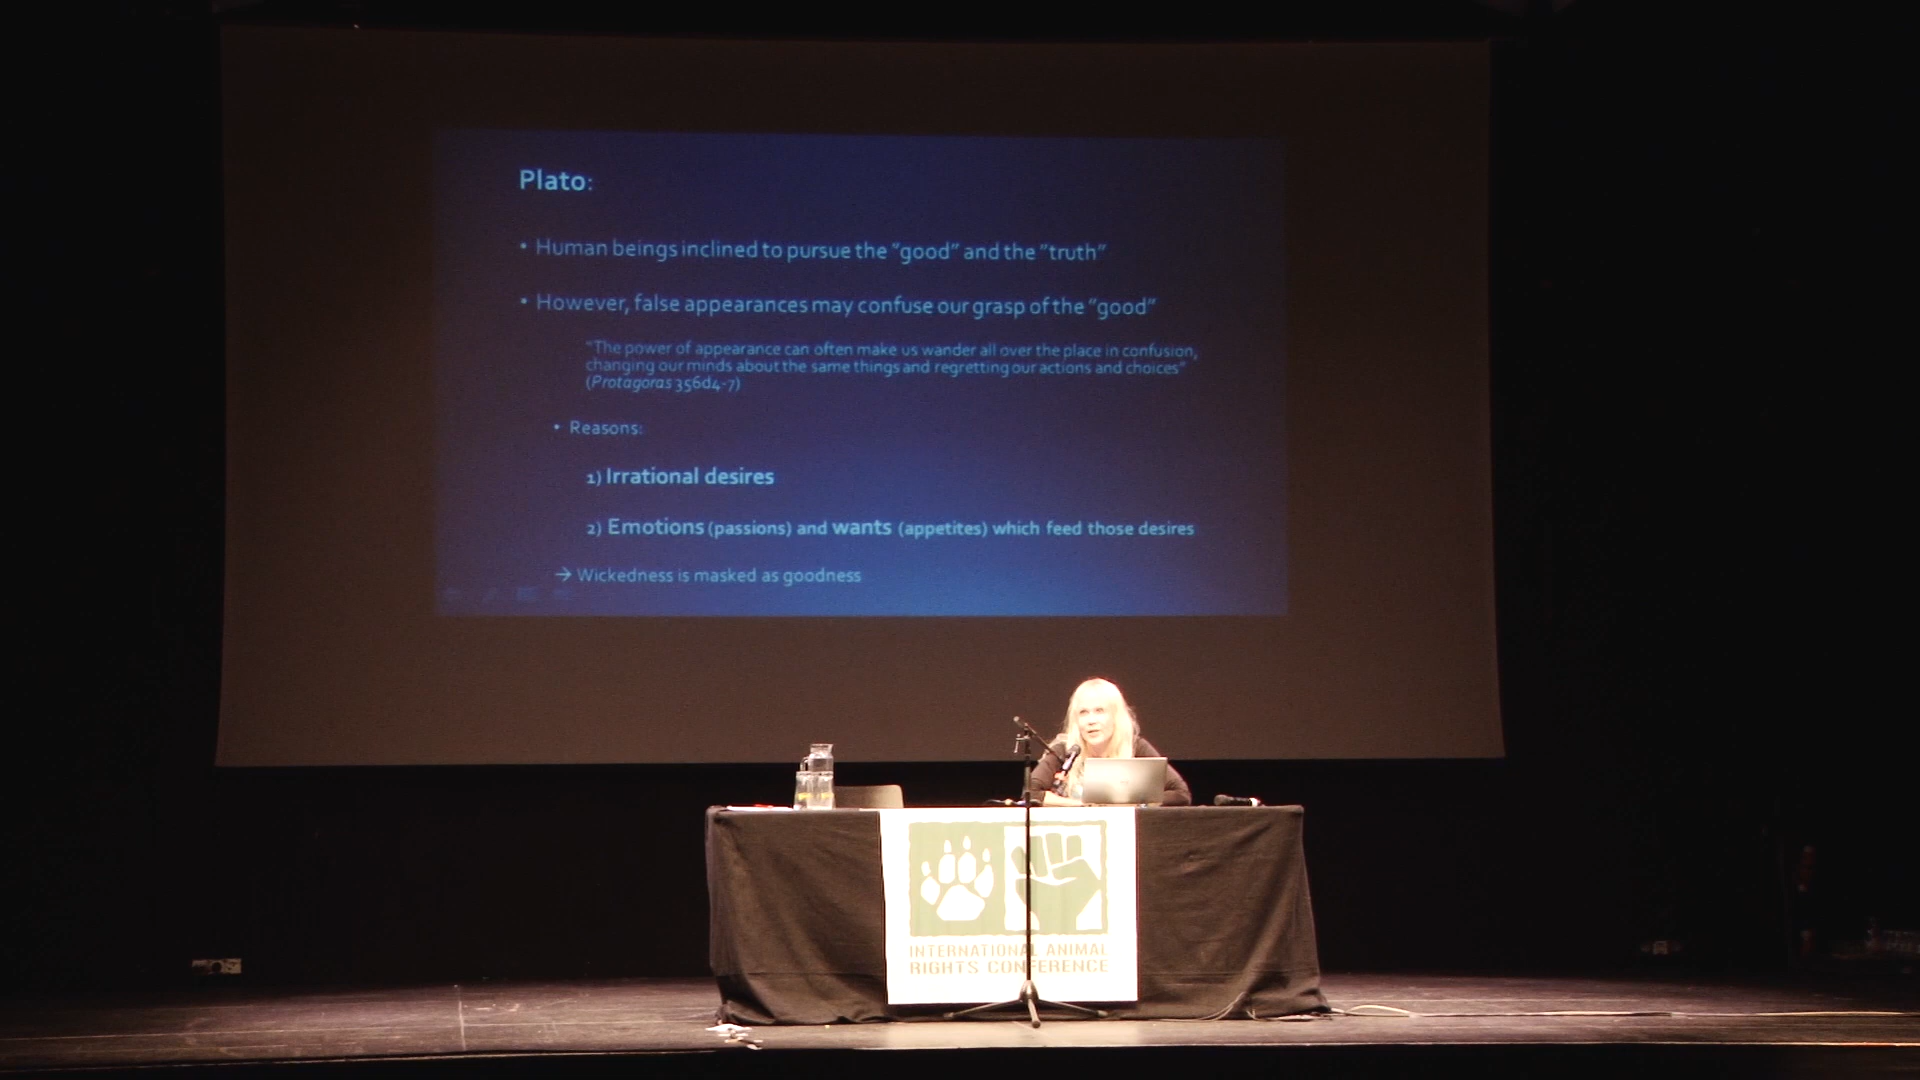 Plato:
• Human beings inclined to pursue the "good" and the "truth"
• However, false appearances may confuse our grasp of the "good"
"The power of appearance can often make us wander all over the place in confusion,
changing our minds about the same things and regretting our actions and choices"
(Protagoras 356d4-7)
• Reasons:
1) Irrational desires
2) Emotions (passions) and wants (appetites) which feed those desires
→ Wickedness is masked as goodness
INTERNATIONAL ANIMAL
RIGHTS CONFERENCE